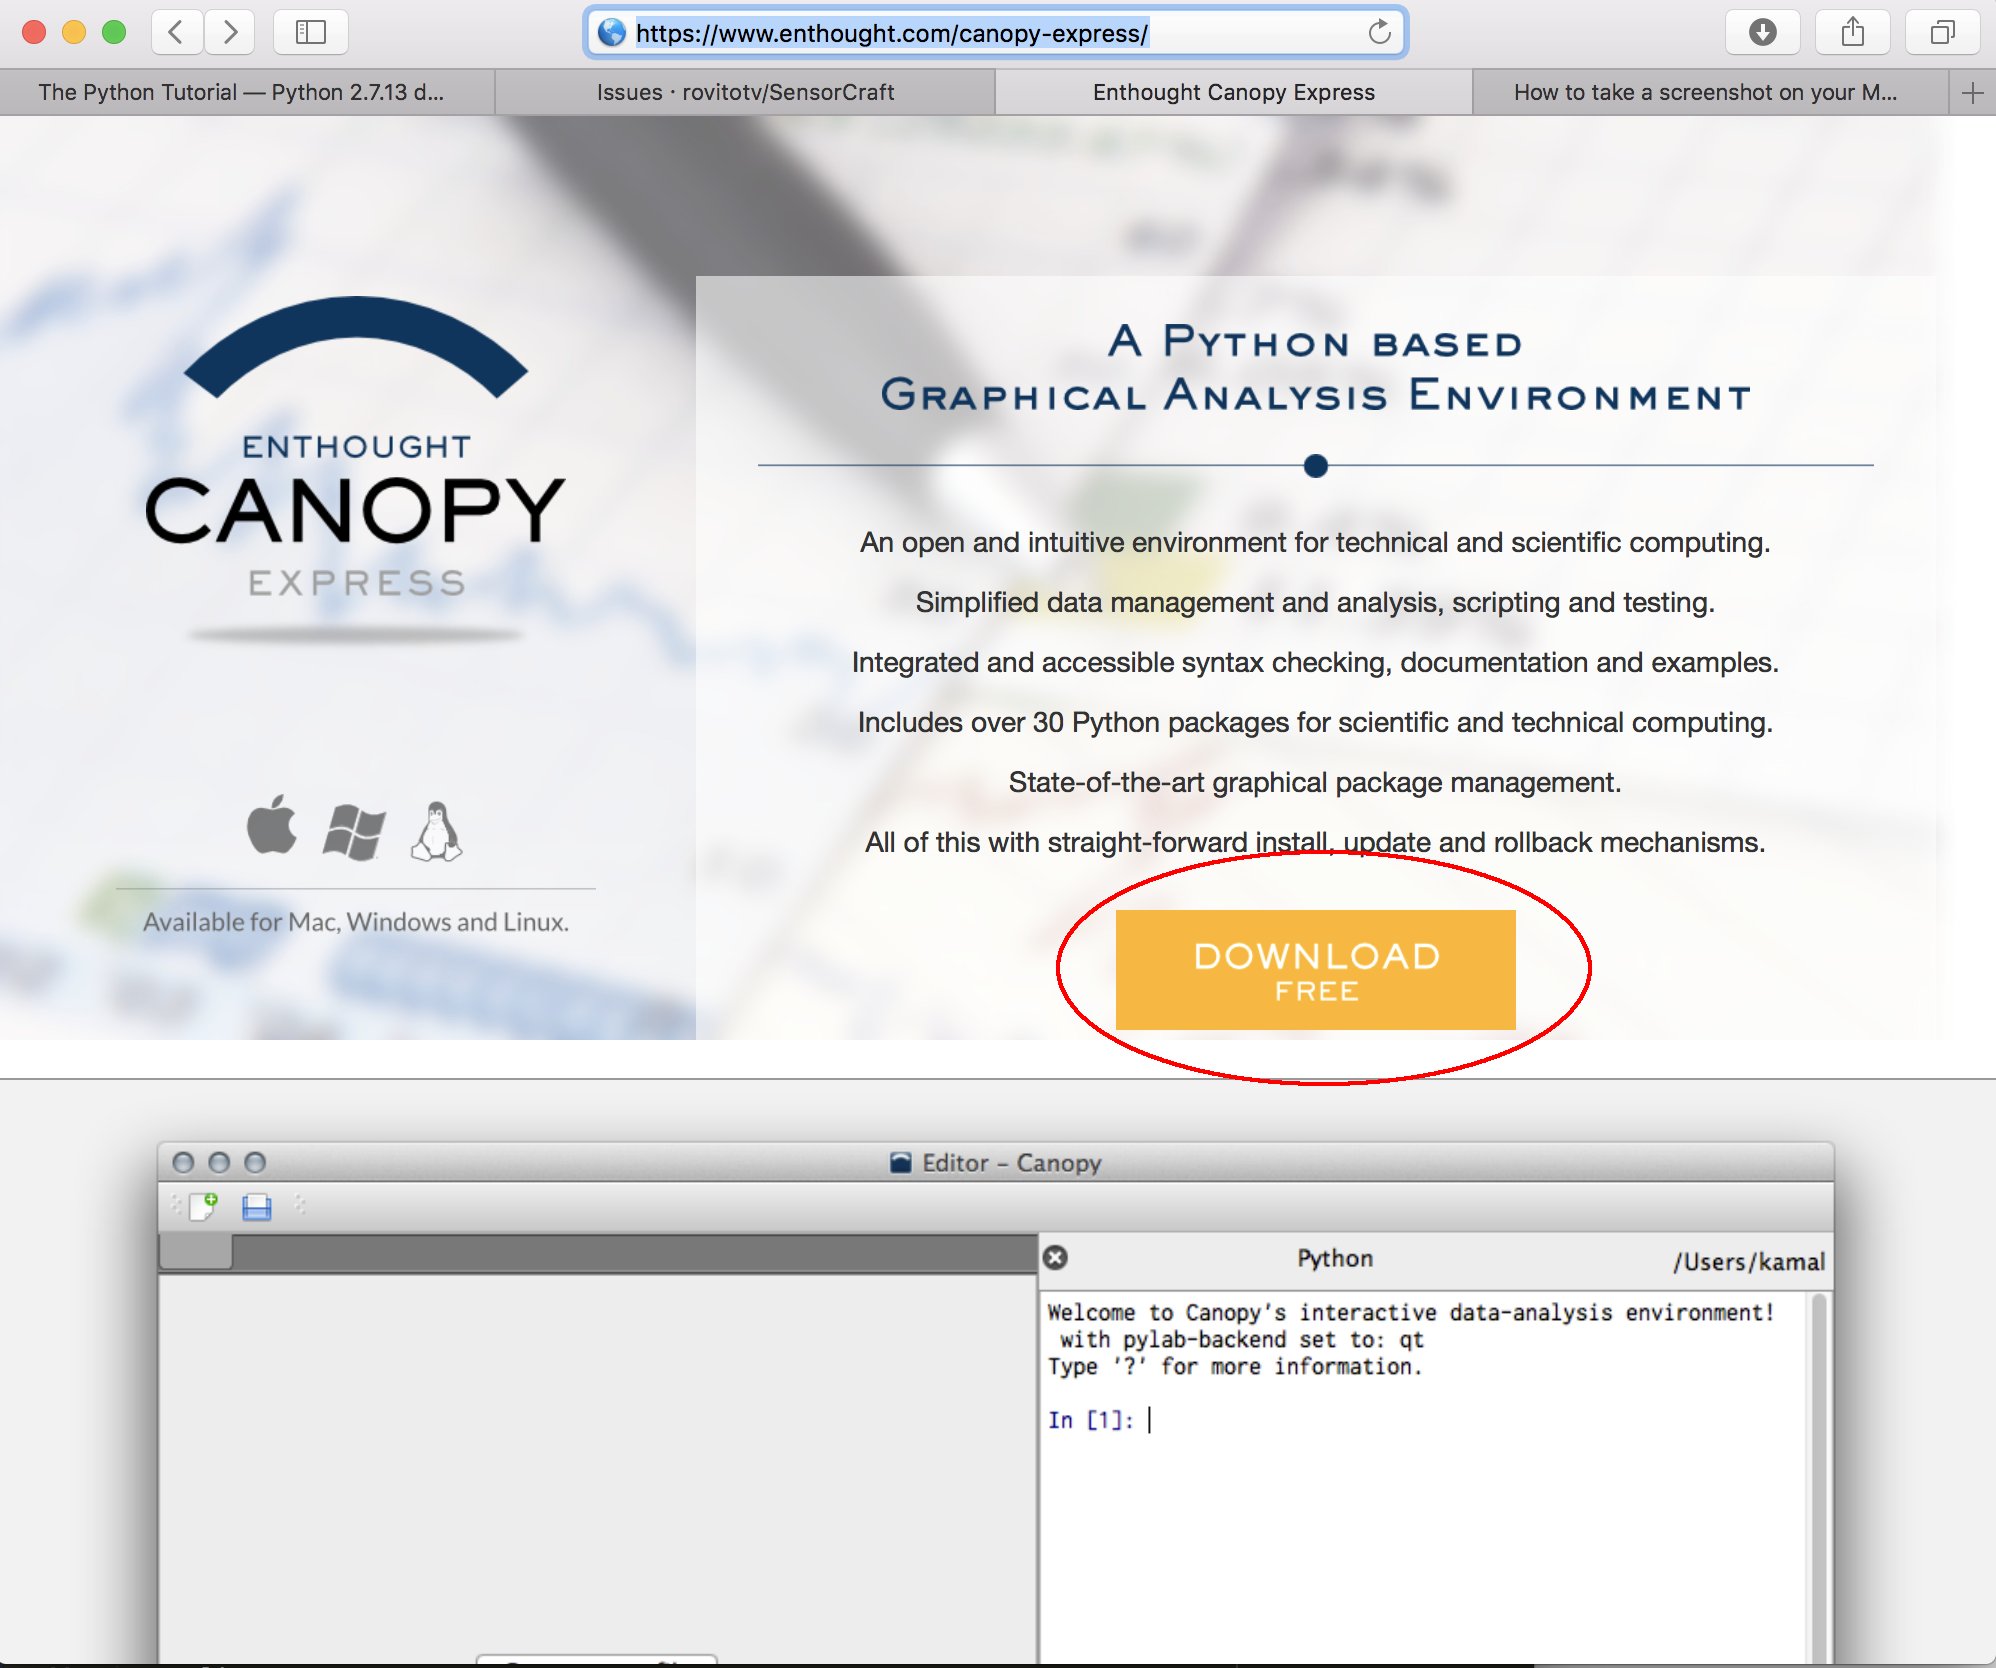 https://www.enthought.com/canopy-express/
The Python Tutorial — Python 2.7.13 d...
Issues · rovitotv/SensorCraft
Enthought Canopy Express
How to take a screenshot on your M...
ENTHOUGHT
CANOPY
EXPRESS
Available for Mac, Windows and Linux.
A PYTHON BASED
GRAPHICAL ANALYSIS ENVIRONMENT
An open and intuitive environment for technical and scientific computing.
Simplified data management and analysis, scripting and testing.
Integrated and accessible syntax checking, documentation and examples.
Includes over 30 Python packages for scientific and technical computing.
State-of-the-art graphical package management.
All of this with straight-forward install, update and rollback mechanisms.
DOWNLOAD
FREE
Editor – Canopy
Python
/Users/kamal
Welcome to Canopy's interactive data-analysis environment!
with pylab-backend set to: qt
Type '?' for more information.
In [1]: